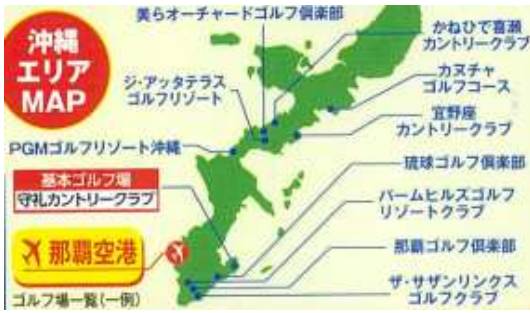 沖縄
エリア
MAP
美らオーチャードゴルフ倶楽部
かねひで喜瀬
カントリークラブ
ジ・アッタテラス
ゴルフリゾート
カヌチャ
ゴルフコース
宜野座
カントリークラブ
PGMゴルフリゾート沖縄
琉球ゴルフ倶楽部
基本ゴルフ場
守礼カントリークラブ
パームヒルズゴルフ
リゾートクラブ
那覇空港
那覇ゴルフ倶楽部
ザ・サザンリンクス
ゴルフクラブ
ゴルフ場一覧(一例)